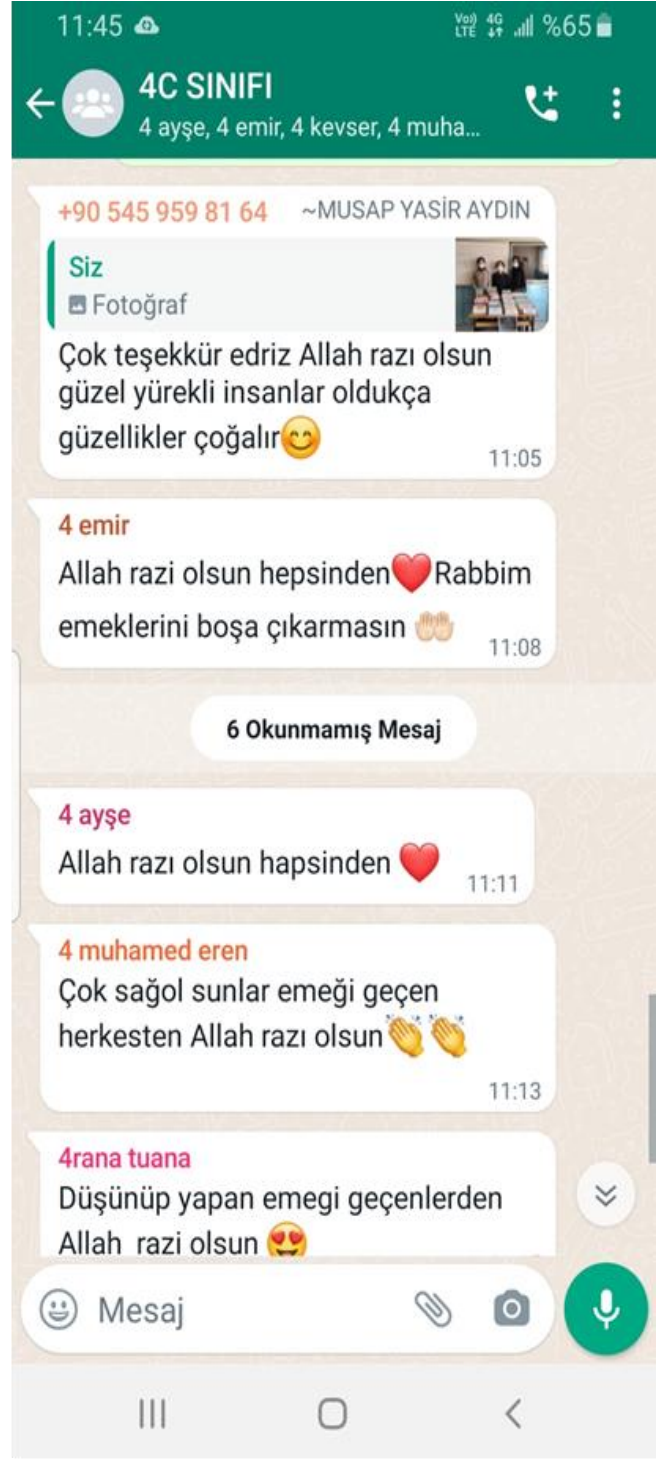 11:45
Vo)) LTE 4G %65
4C SINIFI
4 ayşe, 4 emir, 4 kevser, 4 muha...
+90 545 959 81 64 ~MUSAP YASİR AYDIN
Siz
Fotoğraf
Çok teşekkür edriz Allah razı olsun
güzel yürekli insanlar oldukça
güzellikler çoğalır😊
11:05
4 emir
Allah razi olsun hepsinden❤️Rabbim
emeklerini boşa çıkarmasın 🤲🏻
11:08
6 Okunmamış Mesaj
4 ayşe
Allah razı olsun hapsinden ❤️
11:11
4 muhamed eren
Çok sağol sunlar emeği geçen
herkesten Allah razı olsun👏👏
11:13
4rana tuana
Düşünüp yapan emegi geçenlerden
Allah razi olsun 😍
Mesaj